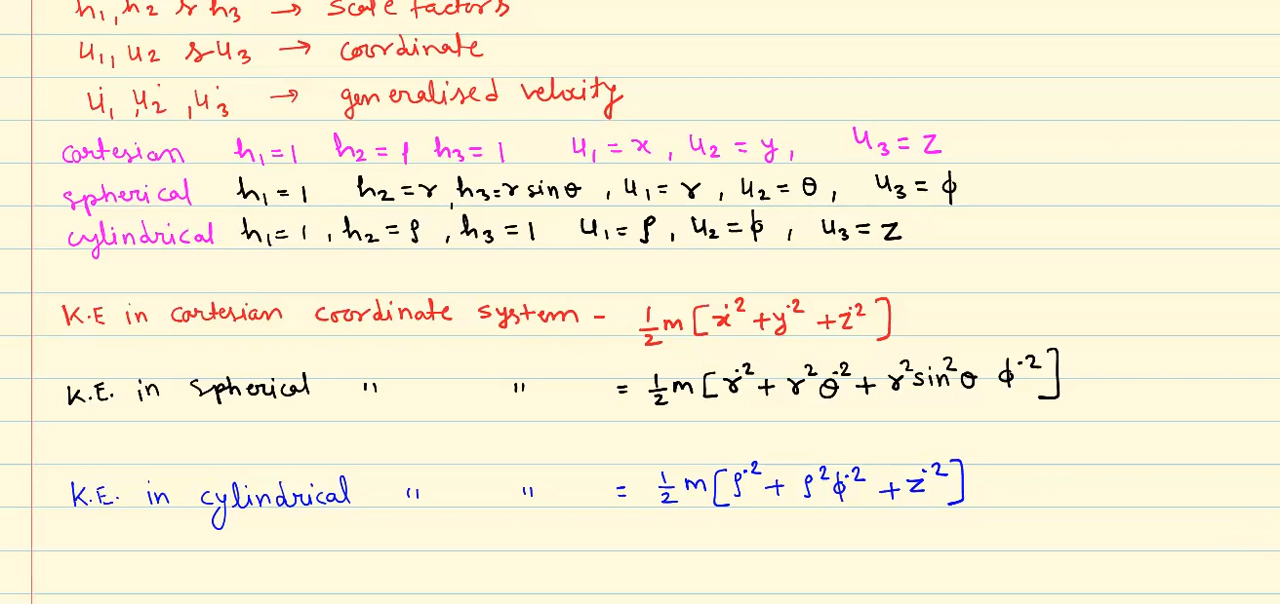 h₁, h₂ & h₃ → scale factors
u₁, u₂ & u₃ → coordinate
u̇₁, u̇₂, u̇₃ → generalised velocity
cartesian h₁=1 h₂=1 h₃=1 u₁=x, u₂=y, u₃=z
spherical h₁=1 h₂=r, h₃=r sinθ, u₁=r, u₂=θ, u₃=ϕ
cylindrical h₁=1, h₂=ρ, h₃=1 u₁=ρ, u₂=ϕ, u₃=z
K.E in cartesian coordinate system - ½m[ẋ²+ẏ²+ż²]
K.E. in spherical " " = ½m[ṙ²+r²θ̇²+r²sin²θ ϕ̇²]
K.E. in cylindrical " " = ½m[ρ̇²+ρ²ϕ̇²+ż²]